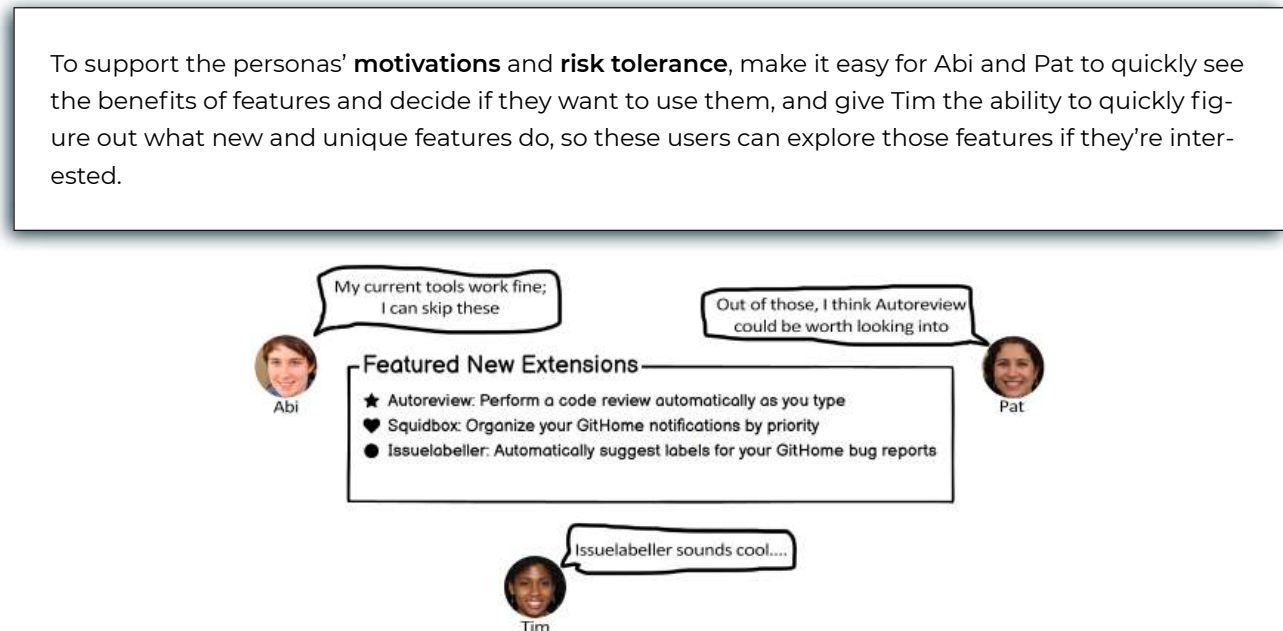 To support the personas’ motivations and risk tolerance, make it easy for Abi and Pat to quickly see
the benefits of features and decide if they want to use them, and give Tim the ability to quickly fig-
ure out what new and unique features do, so these users can explore those features if they’re inter-
ested.
My current tools work fine;
I can skip these
Out of those, I think Autoreview
could be worth looking into
Abi
Pat
Featured New Extensions
Autoreview: Perform a code review automatically as you type
Squidbox: Organize your GitHome notifications by priority
Issuelabeller: Automatically suggest labels for your GitHome bug reports
Issuelabeller sounds cool....
Tim